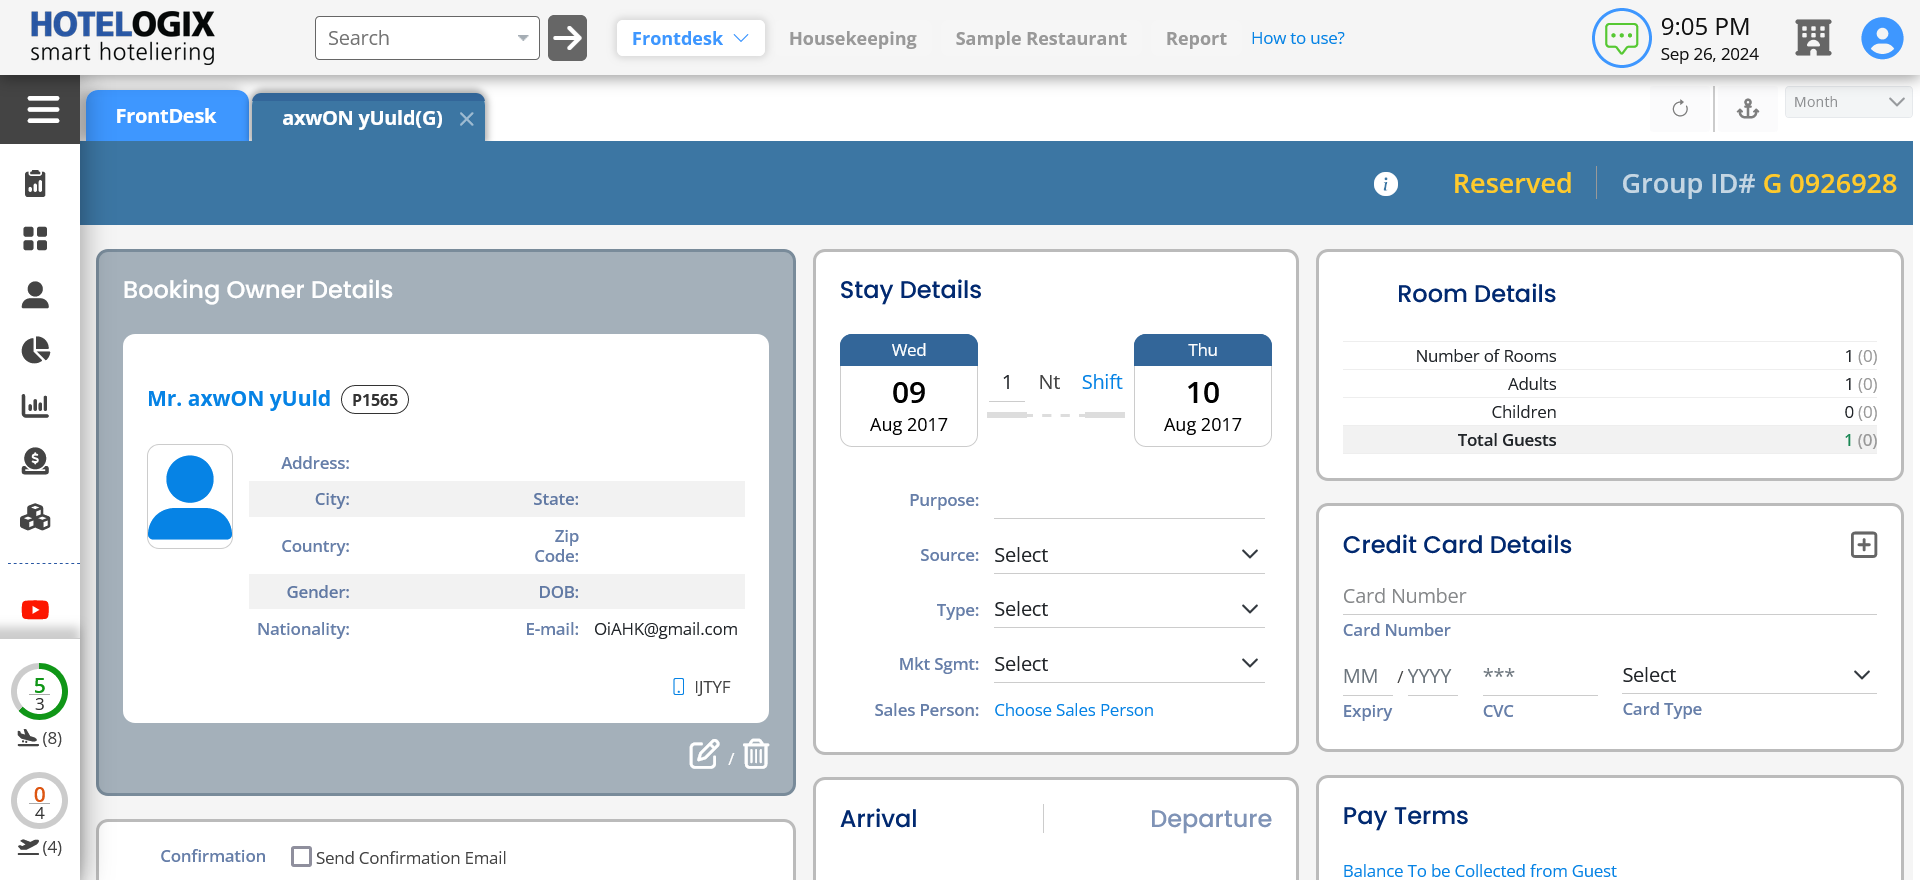 HOTELOGIX
smart hoteliering
Search
Frontdesk
Housekeeping
Sample Restaurant
Report
How to use?
9:05 PM
Sep 26, 2024
FrontDesk
axwON yUuld(G)
Month
Reserved
Group ID# G 0926928
Booking Owner Details
Mr. axwON yUuld P1565
Address:
City:
State:
Country:
Zip
Code:
Gender:
DOB:
Nationality:
E-mail: OiAHK@gmail.com
IJTYF
/
Confirmation
Send Confirmation Email
Stay Details
Wed
09
Aug 2017
1 Nt Shift
Thu
10
Aug 2017
Purpose:
Source: Select
Type: Select
Mkt Sgmt: Select
Sales Person: Choose Sales Person
Arrival
Departure
Room Details
Number of Rooms 1 (0)
Adults 1 (0)
Children 0 (0)
Total Guests 1 (0)
Credit Card Details
Card Number
Card Number
MM / YYYY *** Select
Expiry CVC Card Type
Pay Terms
Balance To be Collected from Guest
5
3
(8)
0
4
(4)